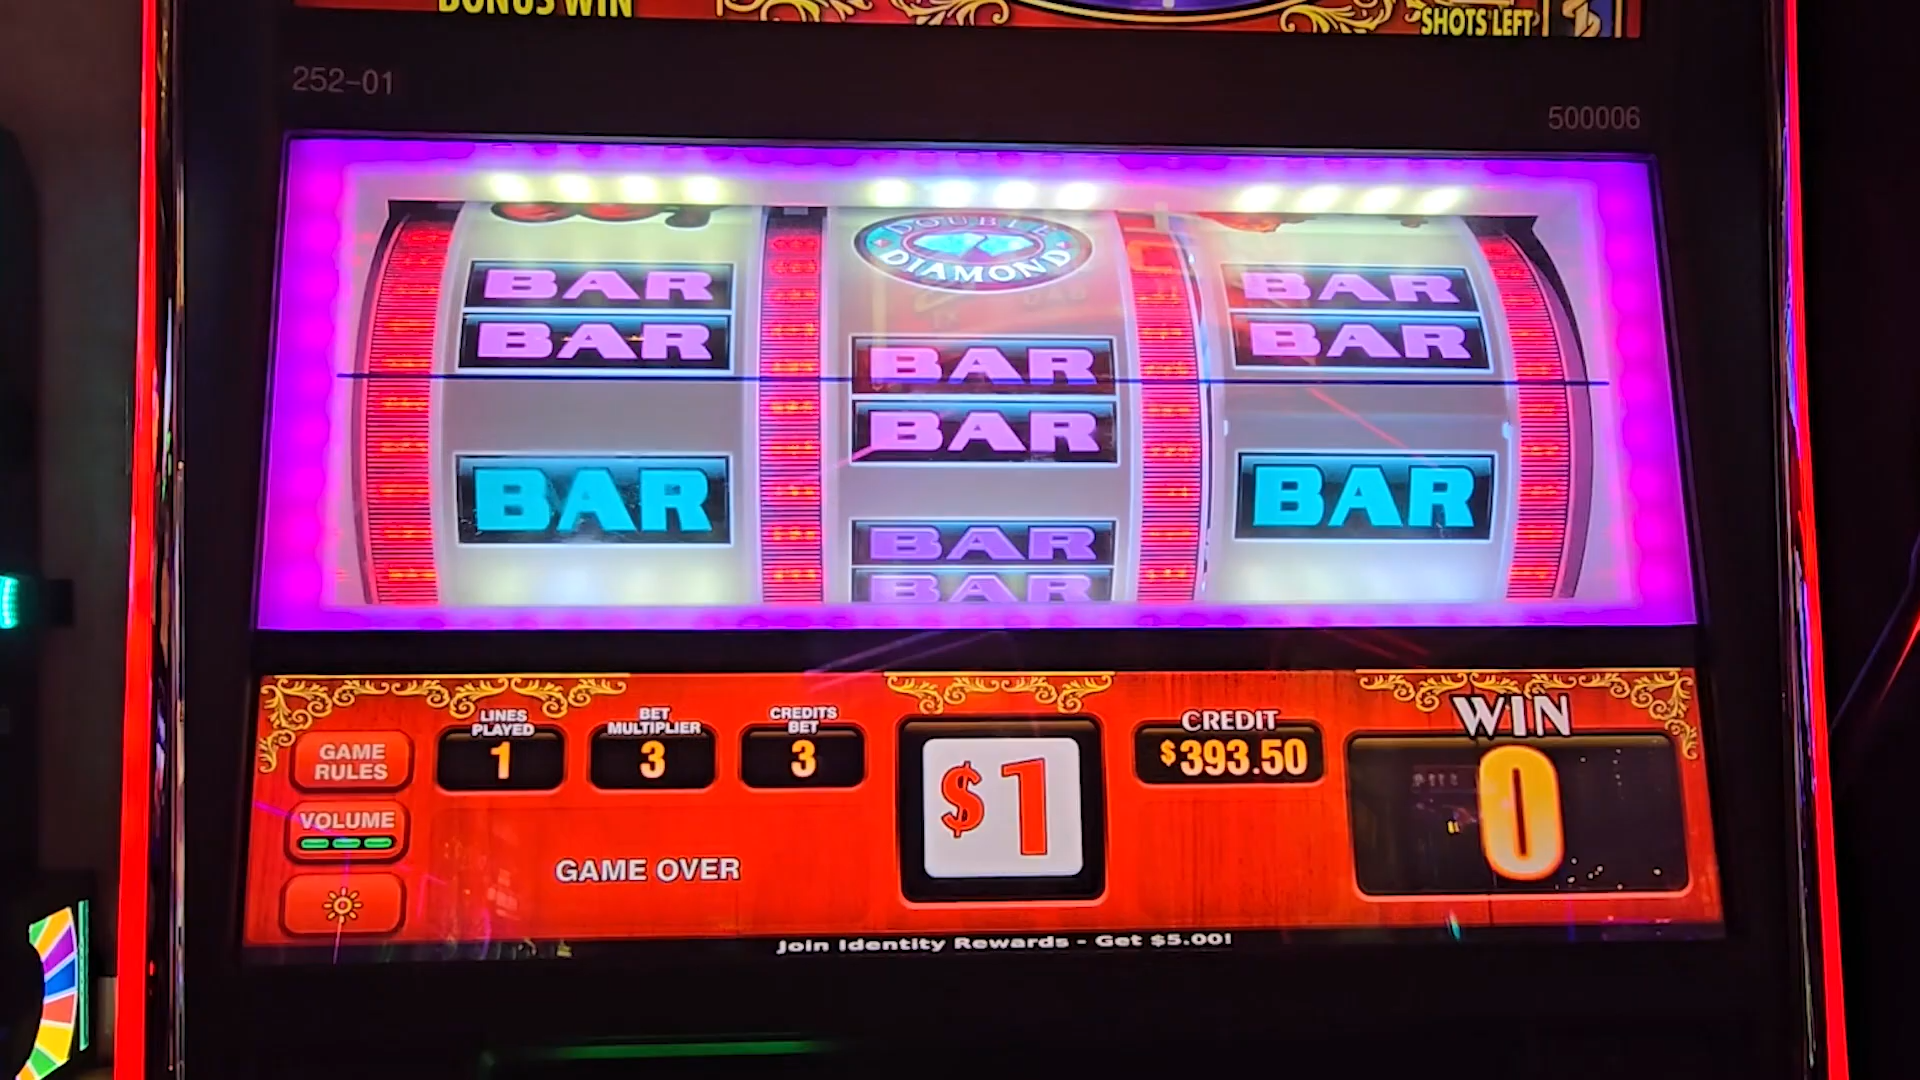 BONUS WIN
SHOTS LEFT
252-01
500006
DOUBLE
DIAMOND
BAR
BAR
BAR
BAR
BAR
BAR
BAR
BAR
BAR
BAR
GAME
RULES
LINES
PLAYED
1
BET
MULTIPLIER
3
CREDITS
BET
3
$1
CREDIT
$393.50
WIN
0
VOLUME
GAME OVER
Join Identity Rewards - Get $5.00!